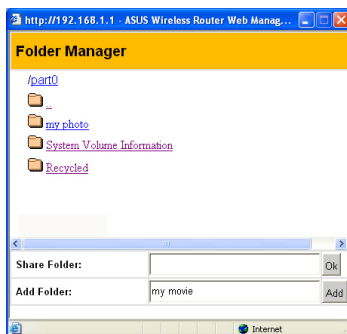 http://192.168.1.1 - ASUS Wireless Router Web Manag...
Folder Manager
/part0
..
my photo
System Volume Information
Recycled
Share Folder:
Ok
Add Folder:
my movie
Add
Internet